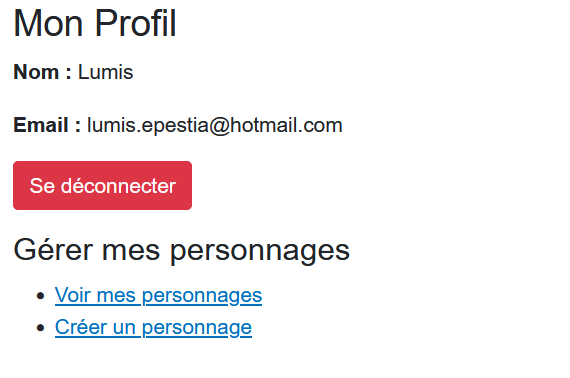 Mon Profil
Nom : Lumis
Email : lumis.epestia@hotmail.com
Se déconnecter
Gérer mes personnages
Voir mes personnages
Créer un personnage